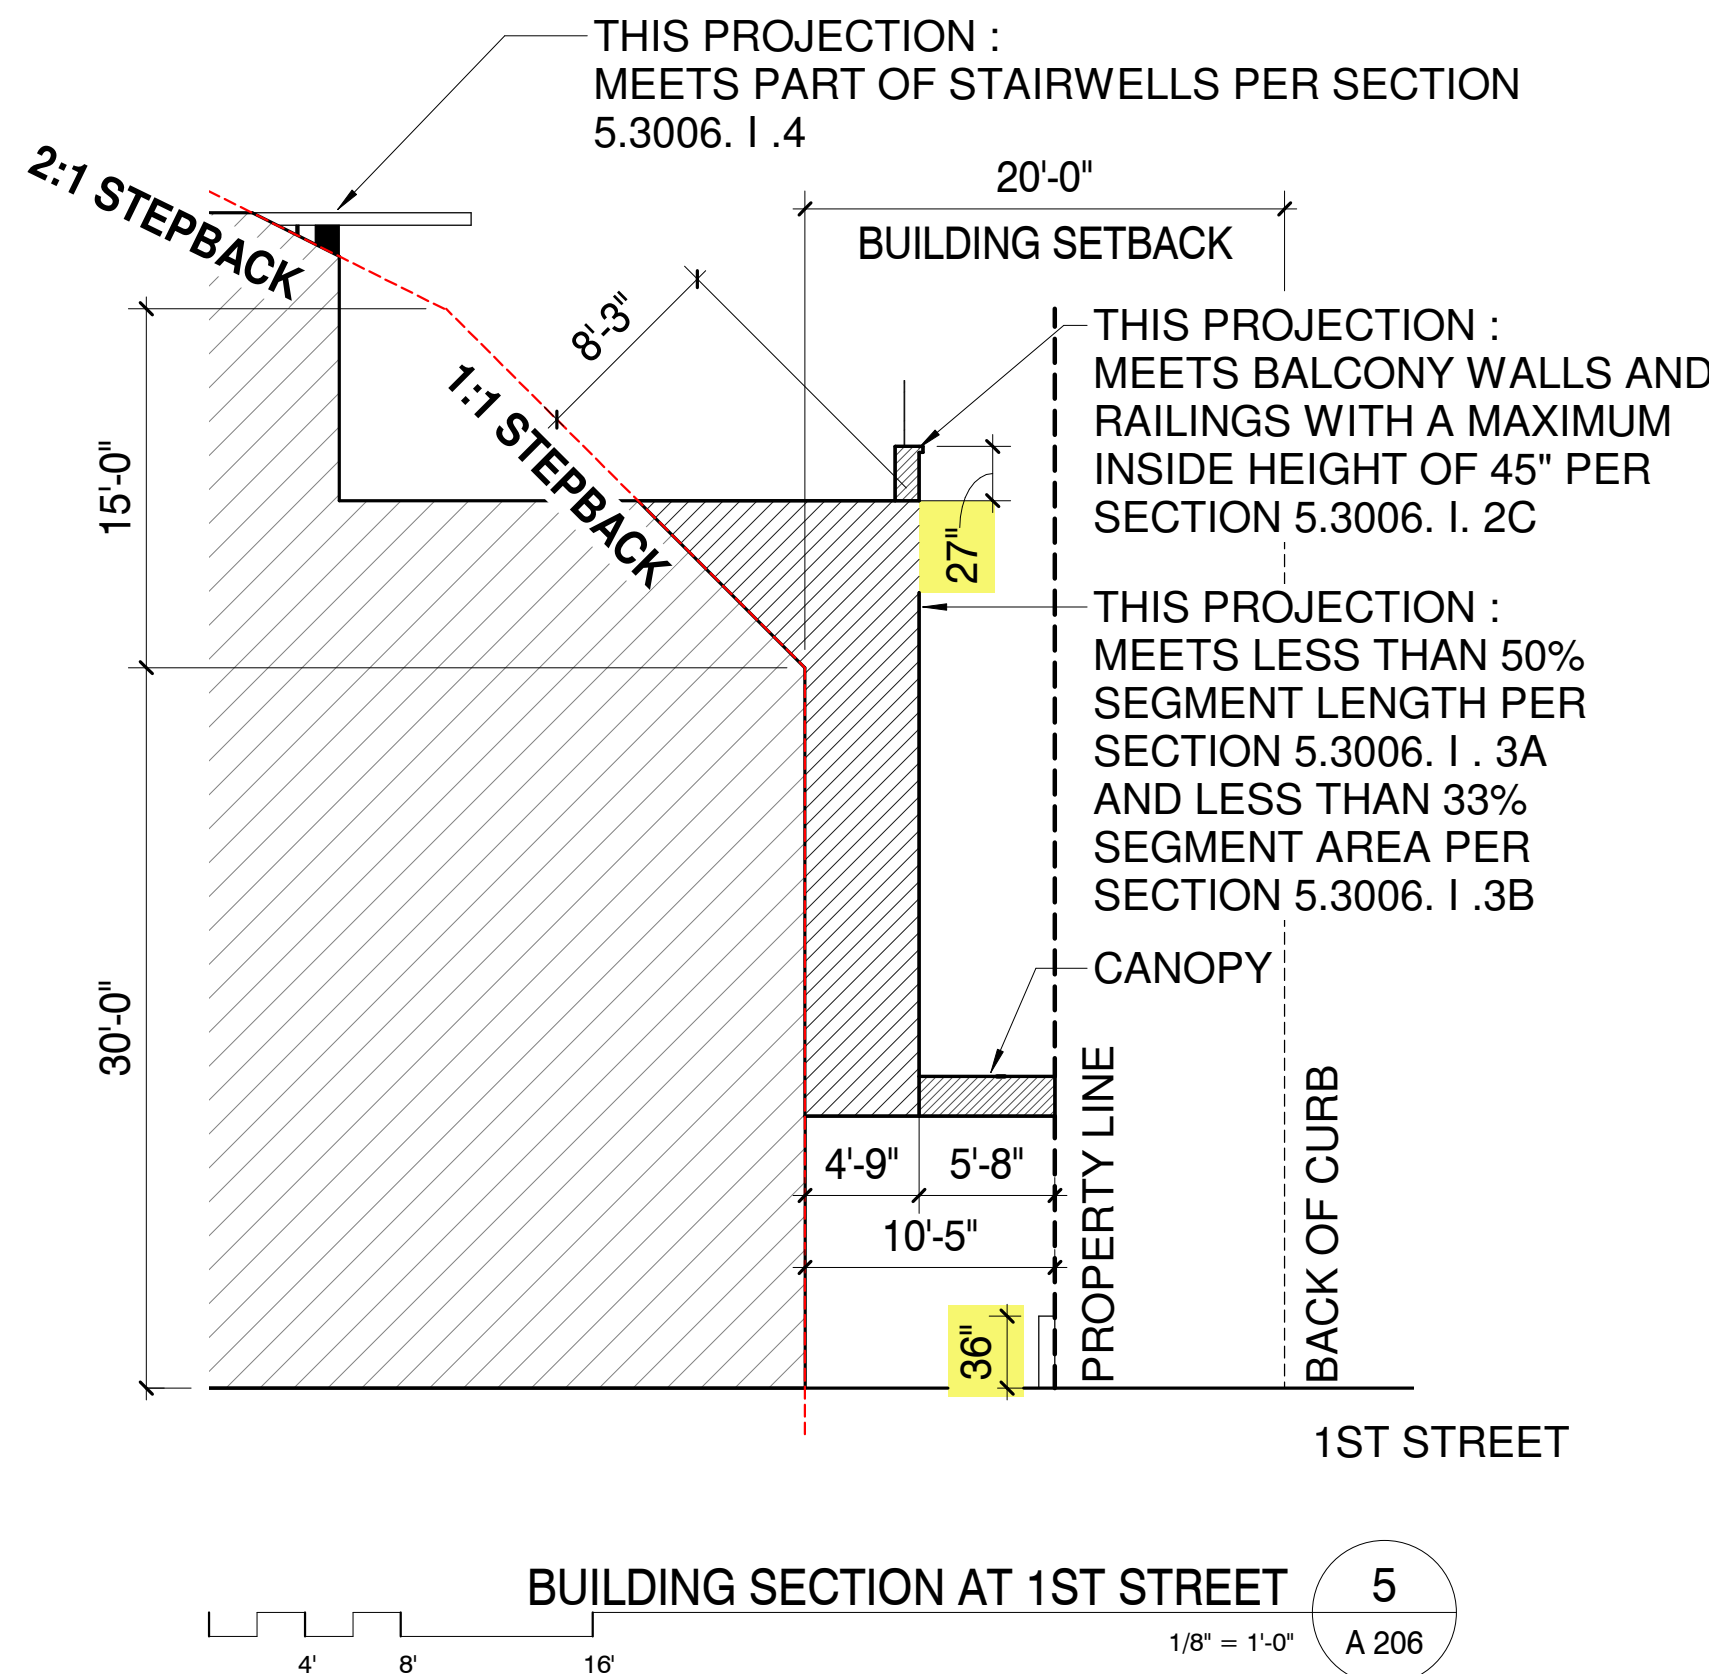 THIS PROJECTION :
MEETS PART OF STAIRWELLS PER SECTION
5.3006. I .4
2:1 STEPBACK
20'-0"
BUILDING SETBACK
8'-3"
THIS PROJECTION :
MEETS BALCONY WALLS AND
RAILINGS WITH A MAXIMUM
INSIDE HEIGHT OF 45" PER
SECTION 5.3006. I. 2C
1:1 STEPBACK
15'-0"
27"
THIS PROJECTION :
MEETS LESS THAN 50%
SEGMENT LENGTH PER
SECTION 5.3006. I . 3A
AND LESS THAN 33%
SEGMENT AREA PER
SECTION 5.3006. I .3B
CANOPY
30'-0"
4'-9"
5'-8"
10'-5"
36"
PROPERTY LINE
BACK OF CURB
1ST STREET
BUILDING SECTION AT 1ST STREET
5
1/8" = 1'-0"
A 206
4'
8'
16'